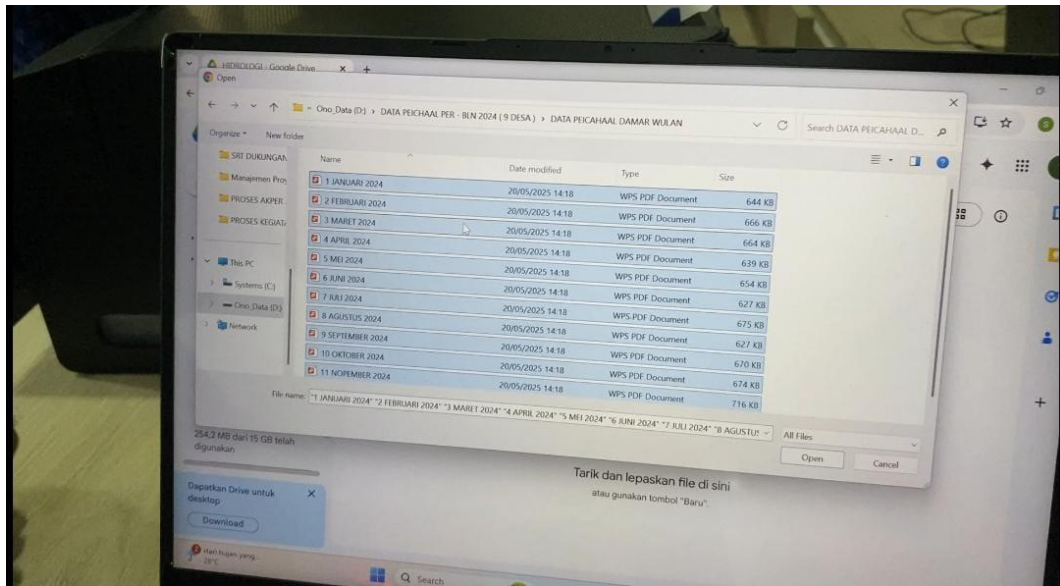 HIDROLOGI - Google Drive
Open
Ono_Data (D:) > DATA PEICHAAL PER - BLN 2024 ( 9 DESA ) > DATA PEICAHAAL DAMAR WULAN
Search DATA PEICAHAAL D...
Organize
New folder
Name
Date modified
Type
Size
SRT DUKUNGAN
Manajemen Proy
PROSES AKPER
PROSES KEGIAT
This PC
Systems (C)
Ono_Data (D:)
Network
1 JANUARI 2024 20/05/2025 14:18 WPS PDF Document 644 KB
2 FEBRUARI 2024 20/05/2025 14:18 WPS PDF Document 666 KB
3 MARET 2024 20/05/2025 14:18 WPS PDF Document 664 KB
4 APRIL 2024 20/05/2025 14:18 WPS PDF Document 639 KB
5 MEI 2024 20/05/2025 14:18 WPS PDF Document 654 KB
6 JUNI 2024 20/05/2025 14:18 WPS PDF Document 627 KB
7 JULI 2024 20/05/2025 14:18 WPS PDF Document 675 KB
8 AGUSTUS 2024 20/05/2025 14:18 WPS PDF Document 627 KB
9 SEPTEMBER 2024 20/05/2025 14:18 WPS PDF Document 670 KB
10 OKTOBER 2024 20/05/2025 14:18 WPS PDF Document 674 KB
11 NOPEMBER 2024 20/05/2025 14:18 WPS PDF Document 716 KB
File name: "1 JANUARI 2024" "2 FEBRUARI 2024" "3 MARET 2024" "4 APRIL 2024" "5 MEI 2024" "6 JUNI 2024" "7 JULI 2024" "8 AGUSTUS
All Files
Open
Cancel
254,2 MB dari 15 GB telah
digunakan
Dapatkan Drive untuk
desktop
Download
Tarik dan lepaskan file di sini
atau gunakan tombol "Baru".
Hari hujan yang...
28°C
Search